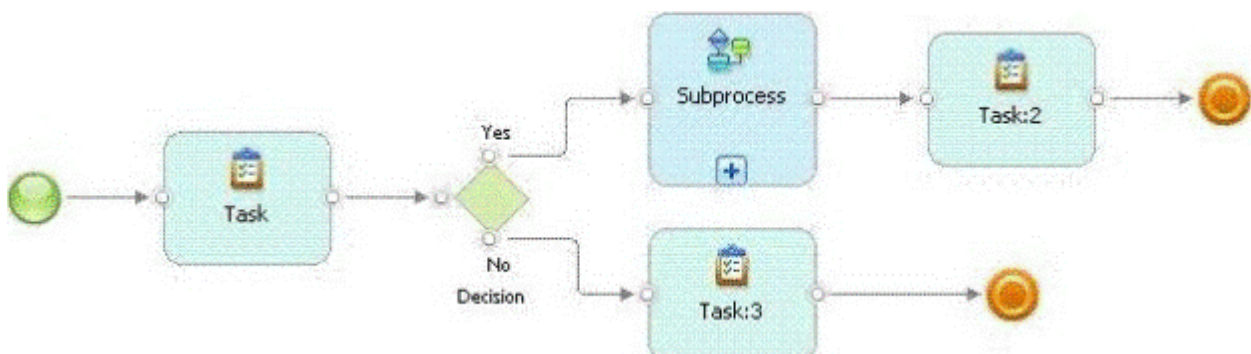 Subprocess
Task:2
Yes
Task
No
Decision
Task:3